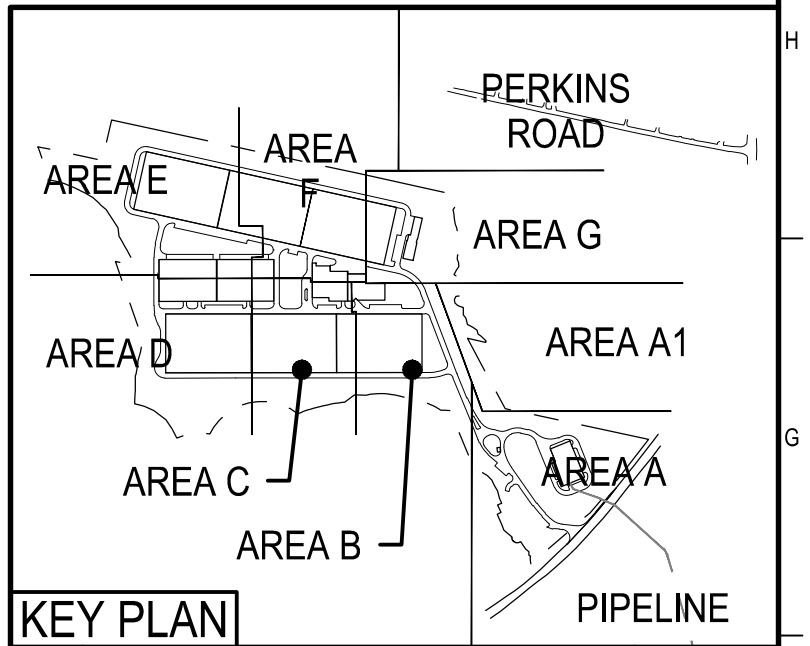 H
PERKINS
ROAD
AREA
F
AREA E
AREA G
AREA D
AREA A1
G
AREA C
AREA A
AREA B
PIPELINE
KEY PLAN